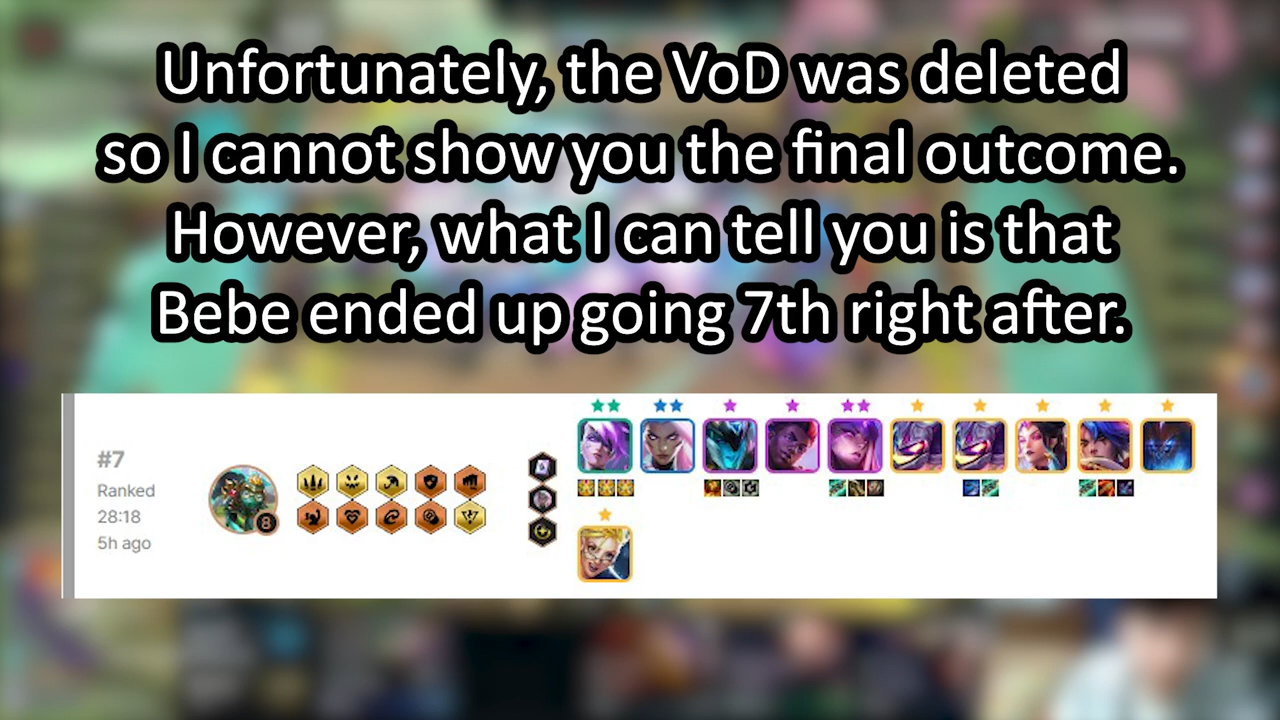 Unfortunately, the VoD was deleted
so I cannot show you the final outcome.
However, what I can tell you is that
Bebe ended up going 7th right after.
#7
Ranked
28:18
5h ago
8